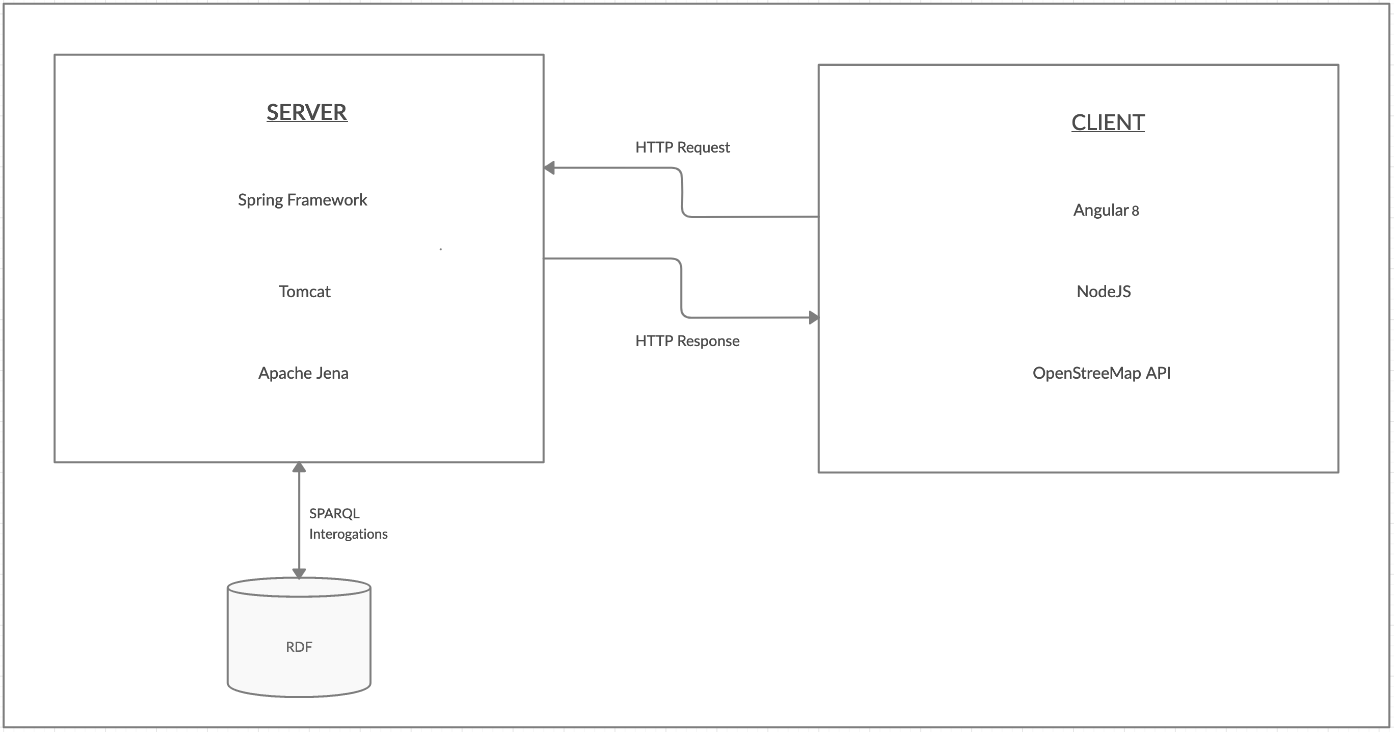 SERVER
Spring Framework
Tomcat
Apache Jena
HTTP Request
HTTP Response
CLIENT
Angular 8
NodeJS
OpenStreeMap API
SPARQL
Interogations
RDF